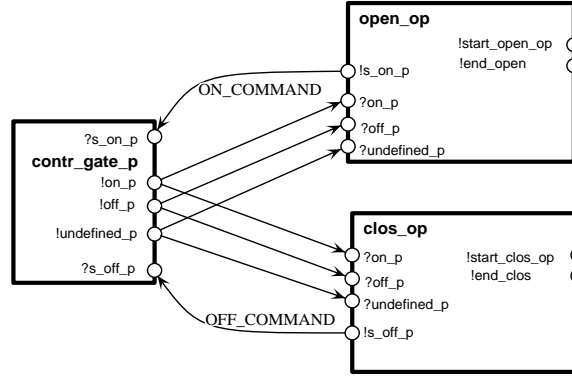 open_op
!start_open_op
!end_open
!s_on_p
?on_p
?off_p
?undefined_p
ON_COMMAND
?s_on_p
contr_gate_p
!on_p
!off_p
!undefined_p
?s_off_p
clos_op
?on_p
!start_clos_op
?off_p
!end_clos
?undefined_p
!s_off_p
OFF_COMMAND